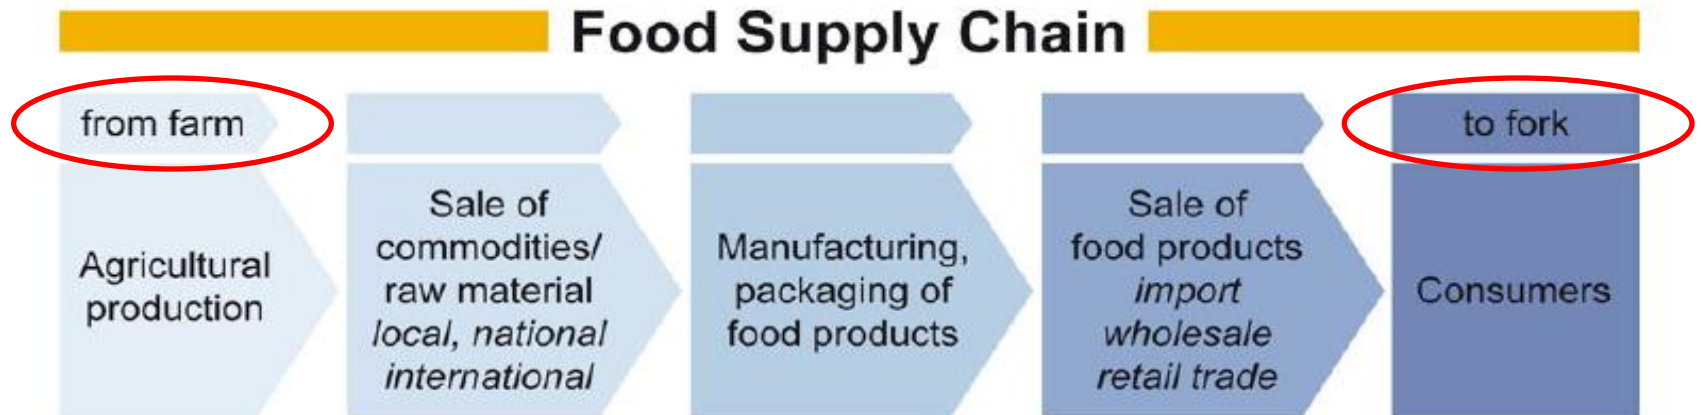 Food Supply Chain
from farm
to fork
Agricultural
production
Sale of
commodities/
raw material
local, national
international
Manufacturing,
packaging of
food products
Sale of
food products
import
wholesale
retail trade
Consumers